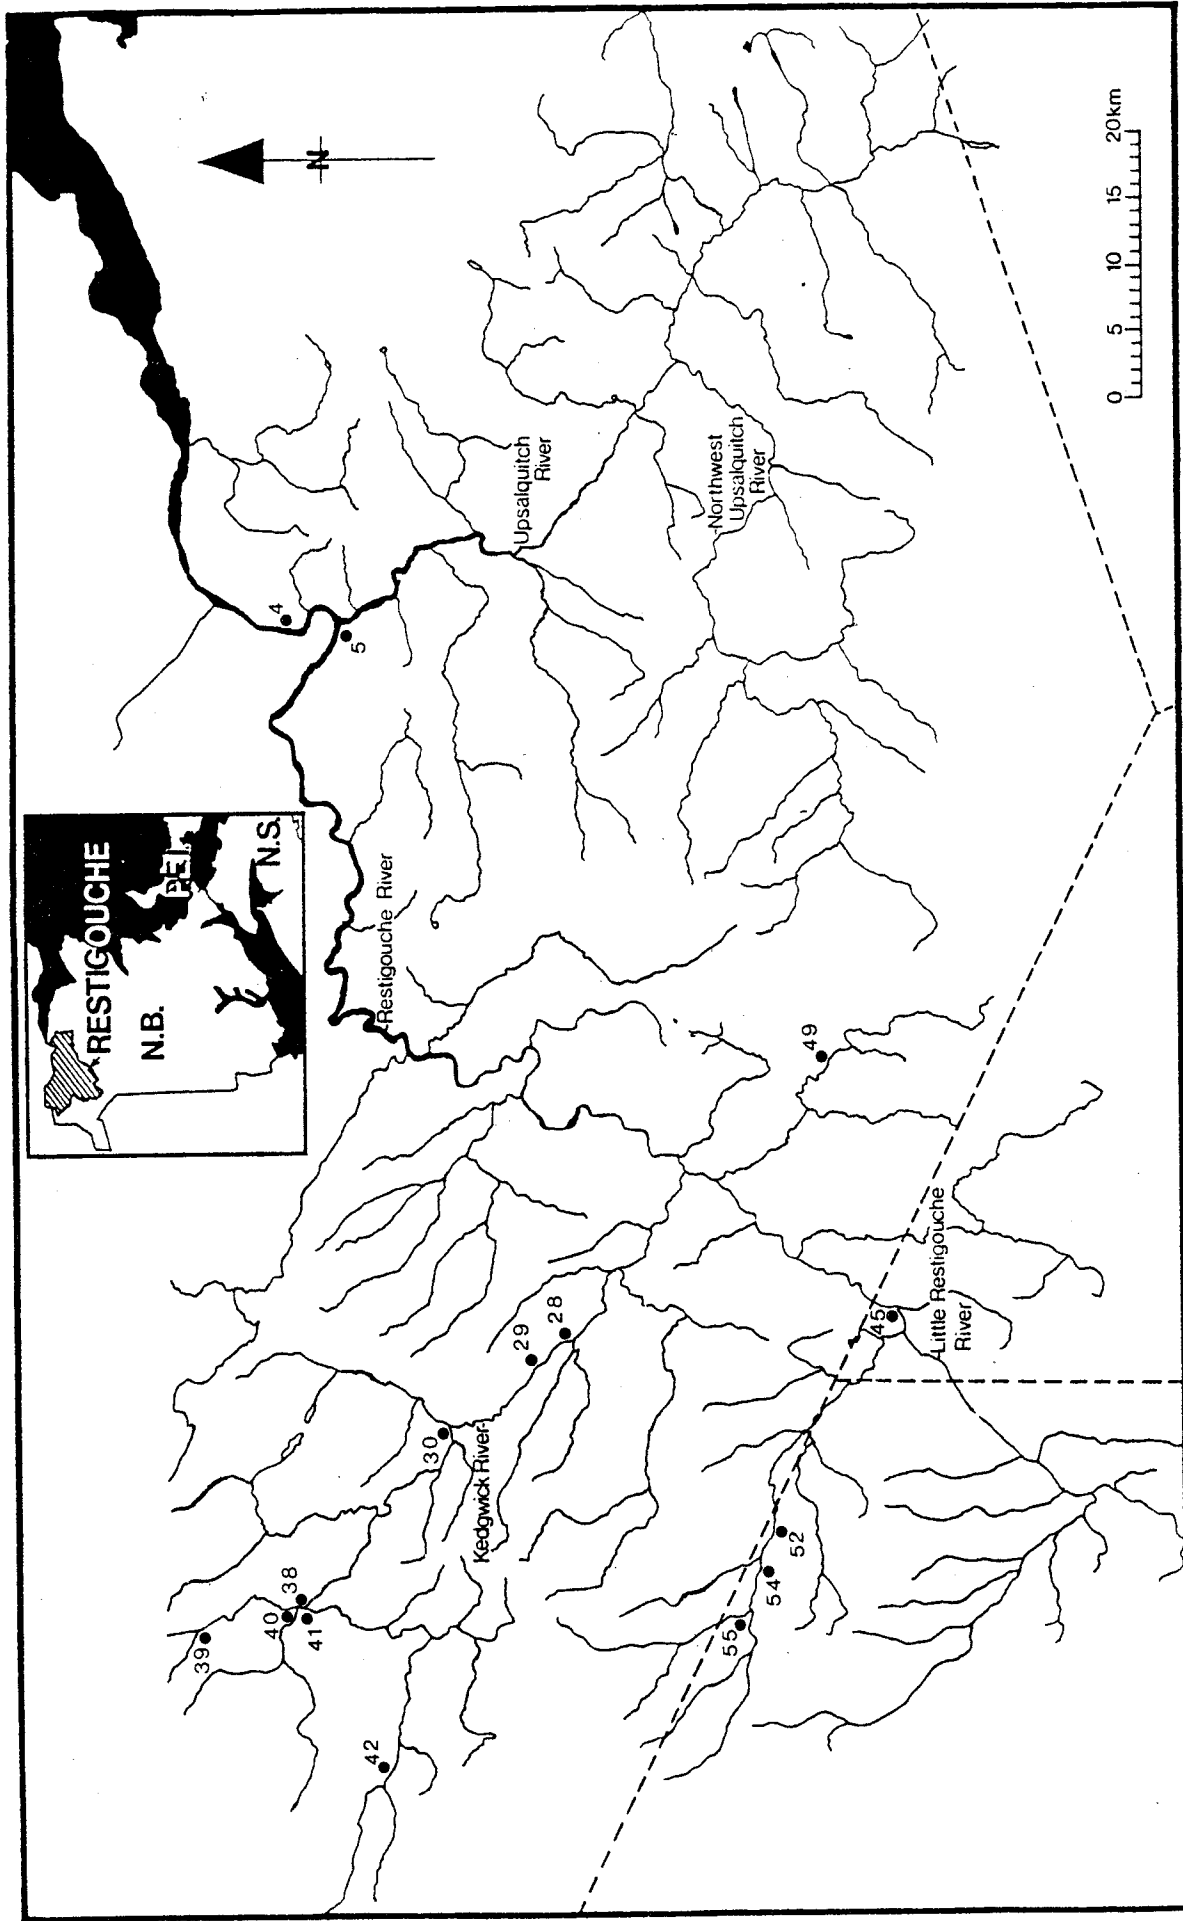 RESTIGOUCHE
N.B.
P.E.I.
N.S.
N
4
5
Upsalquitch
River
Northwest
Upsalquitch
River
Restigouche River
49
29
28
30
Kedgwick River
45
Little Restigouche
River
38
40
41
39
42
52
54
55
0 5 10 15 20km